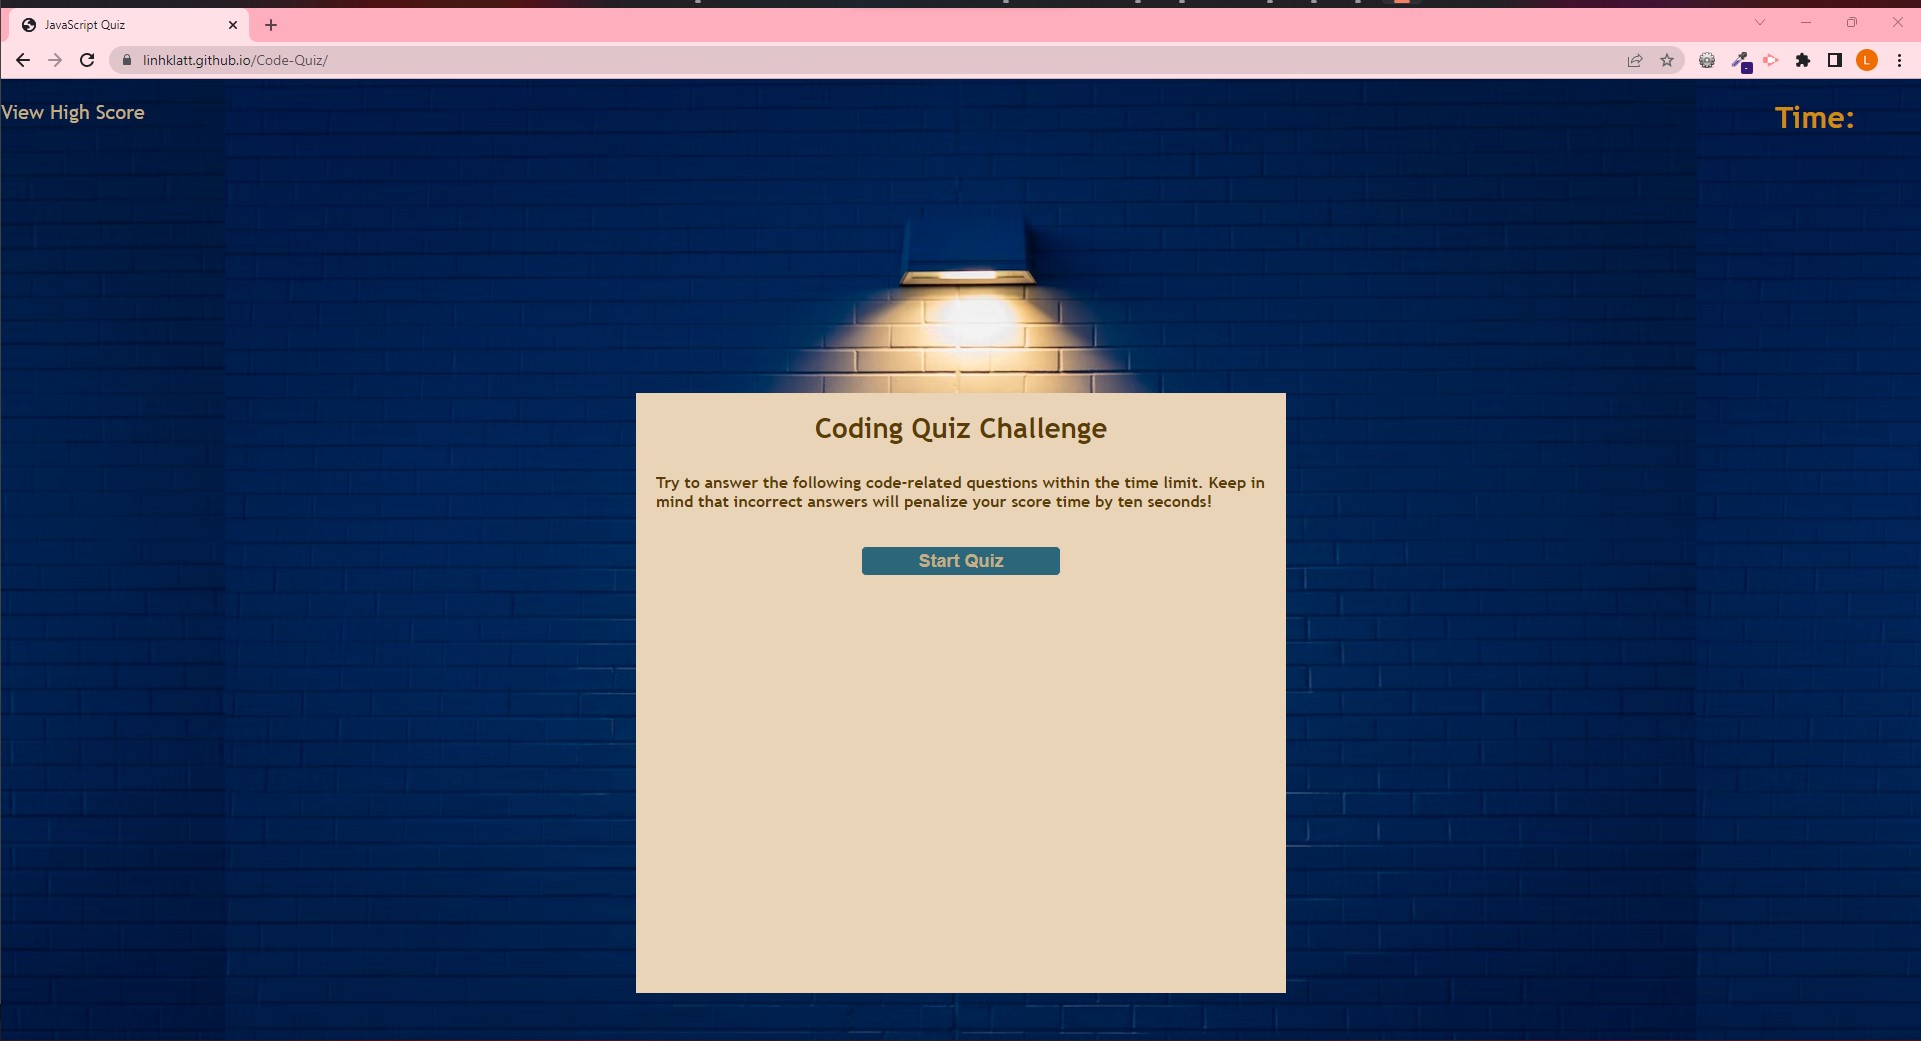 JavaScript Quiz
linhklatt.github.io/Code-Quiz/
L
View High Score
Time:
Coding Quiz Challenge
Try to answer the following code-related questions within the time limit. Keep in
mind that incorrect answers will penalize your score time by ten seconds!
Start Quiz